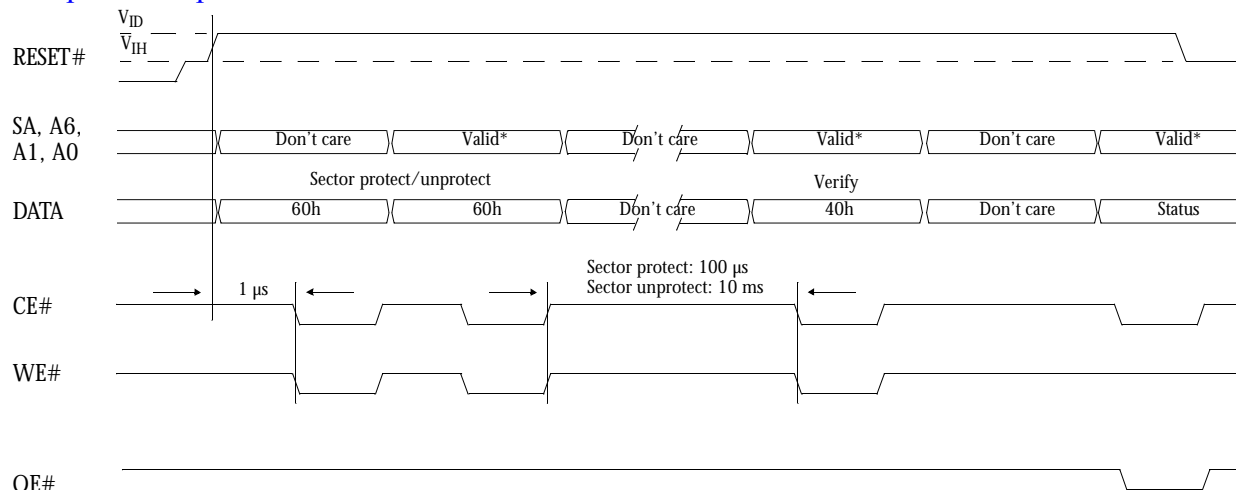 V_ID
V_IH
RESET#
SA, A6,
A1, A0
Don't care Valid* Don't care Valid* Don't care Valid*
Sector protect/unprotect Verify
DATA 60h 60h Don't care 40h Don't care Status
Sector protect: 100 µs
1 µs Sector unprotect: 10 ms
CE#
WE#
OE#